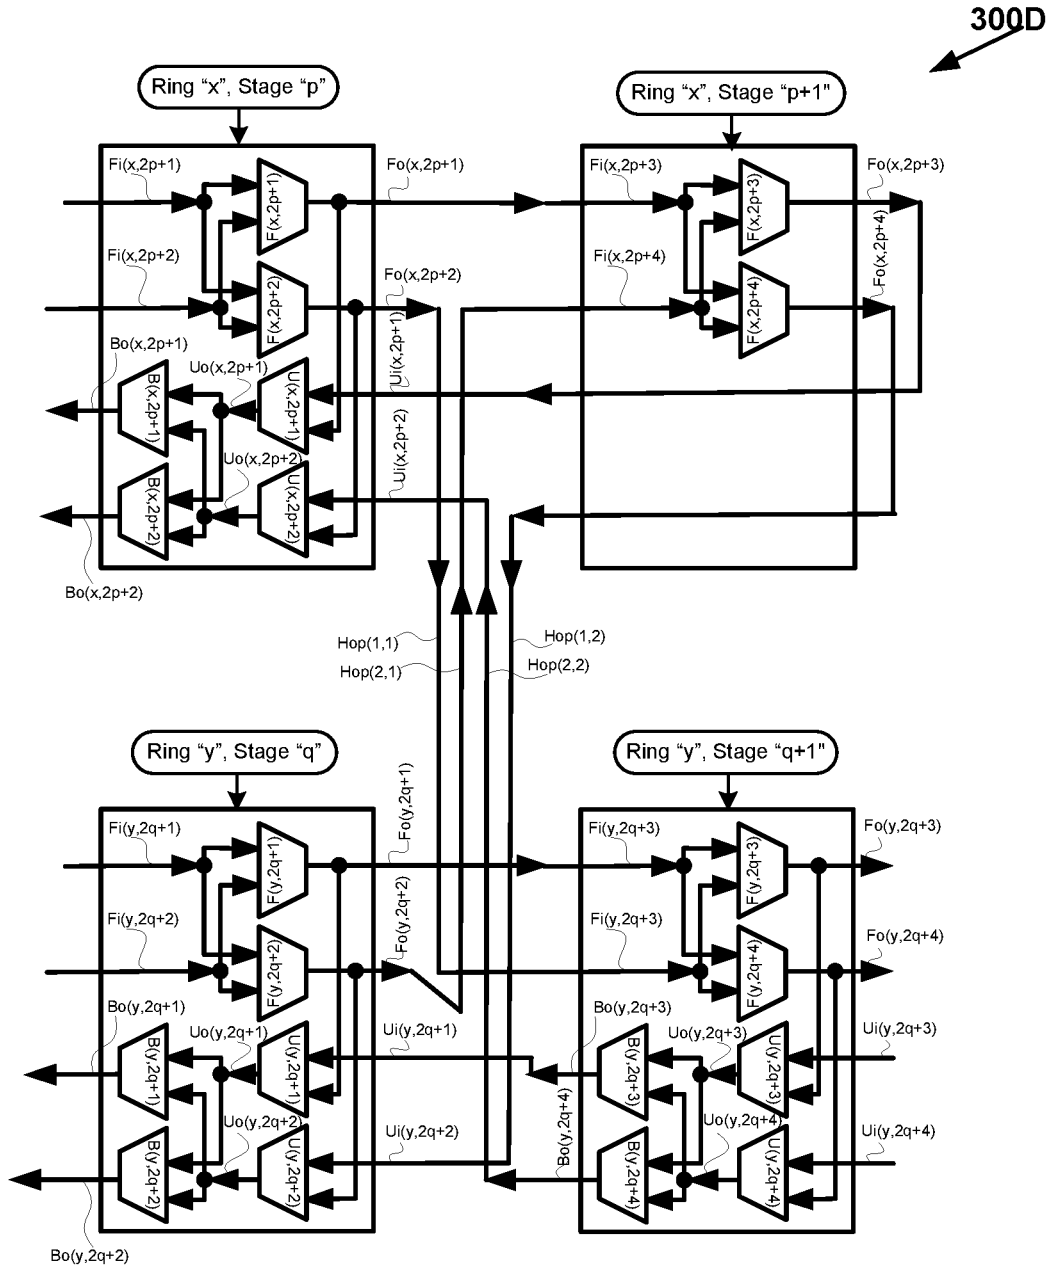 300D
Ring “x”, Stage “p”
Ring “x”, Stage “p+1"
Fi(x,2p+1)
F(x,2p+1)
Fo(x,2p+1)
Fi(x,2p+3)
F(x,2p+3)
Fo(x,2p+3)
Fi(x,2p+2)
F(x,2p+2)
Fo(x,2p+2)
Fi(x,2p+4)
F(x,2p+4)
Fo(x,2p+4)
Bo(x,2p+1)
B(x,2p+1)
Uo(x,2p+1)
U(x,2p+1)
Ui(x,2p+1)
B(x,2p+2)
Uo(x,2p+2)
U(x,2p+2)
Ui(x,2p+2)
Bo(x,2p+2)
Hop(1,1)
Hop(1,2)
Hop(2,1)
Hop(2,2)
Ring “y”, Stage “q”
Ring “y”, Stage “q+1"
Fi(y,2q+1)
F(y,2q+1)
Fo(y,2q+1)
Fi(y,2q+3)
F(y,2q+3)
Fo(y,2q+3)
Fi(y,2q+2)
F(y,2q+2)
Fo(y,2q+2)
Fi(y,2q+3)
F(y,2q+4)
Fo(y,2q+4)
Bo(y,2q+1)
B(y,2q+1)
Uo(y,2q+1)
U(y,2q+1)
Ui(y,2q+1)
Bo(y,2q+3)
B(y,2q+3)
Uo(y,2q+3)
U(y,2q+3)
Ui(y,2q+3)
B(y,2q+2)
Uo(y,2q+2)
U(y,2q+2)
Ui(y,2q+2)
Bo(y,2q+4)
B(y,2q+4)
Uo(y,2q+4)
U(y,2q+4)
Ui(y,2q+4)
Bo(y,2q+2)